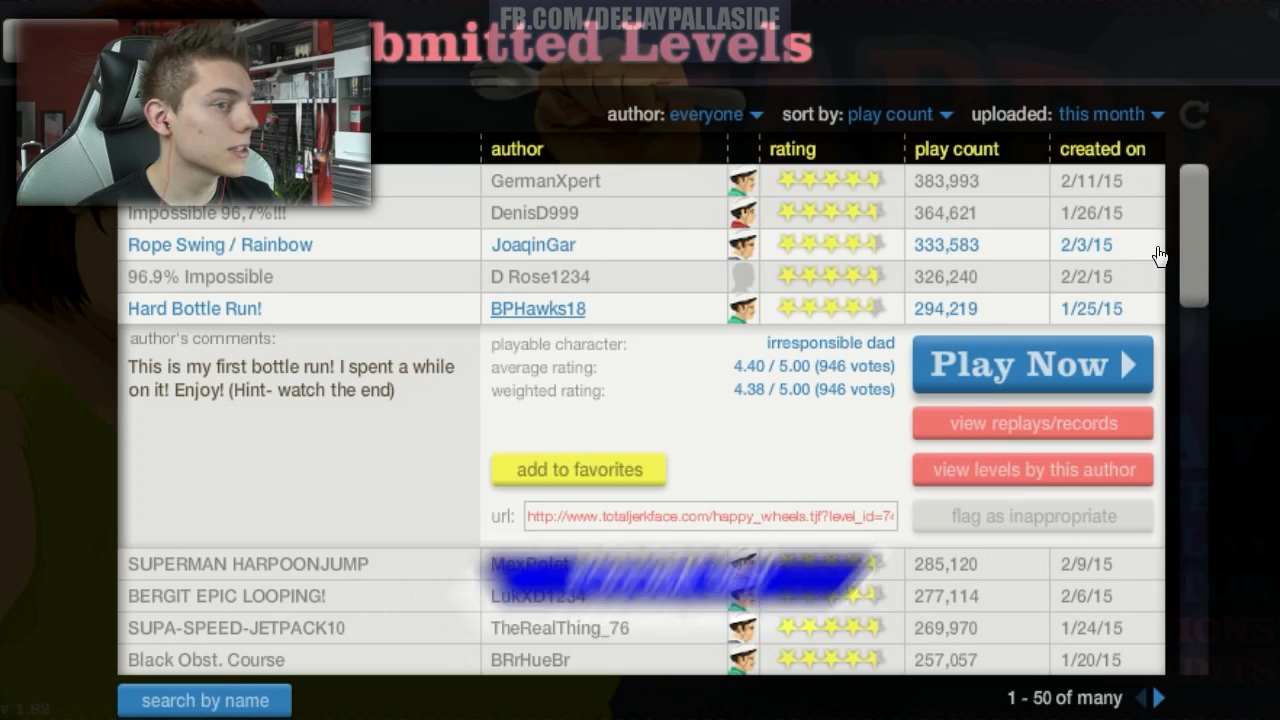 FB.COM/DEEJAYPALLASIDE
bmitted Levels
author: everyone sort by: play count uploaded: this month
author rating play count created on
GermanXpert 383,993 2/11/15
Impossible 96,7%!!! DenisD999 364,621 1/26/15
Rope Swing / Rainbow JoaqinGar 333,583 2/3/15
96.9% Impossible D Rose1234 326,240 2/2/15
Hard Bottle Run! BPHawks18 294,219 1/25/15
author's comments:
This is my first bottle run! I spent a while
on it! Enjoy! (Hint- watch the end)
playable character: irresponsible dad
average rating: 4.40 / 5.00 (946 votes)
weighted rating: 4.38 / 5.00 (946 votes)
Play Now
view replays/records
add to favorites
view levels by this author
url: http://www.totaljerkface.com/happy_wheels.tjf?level_id=7
flag as inappropriate
SUPERMAN HARPOONJUMP MaxPolet 285,120 2/9/15
BERGIT EPIC LOOPING! LukXD1234 277,114 2/6/15
SUPA-SPEED-JETPACK10 TheRealThing_76 269,970 1/24/15
Black Obst. Course BRrHueBr 257,057 1/20/15
search by name
1 - 50 of many
v 1.82